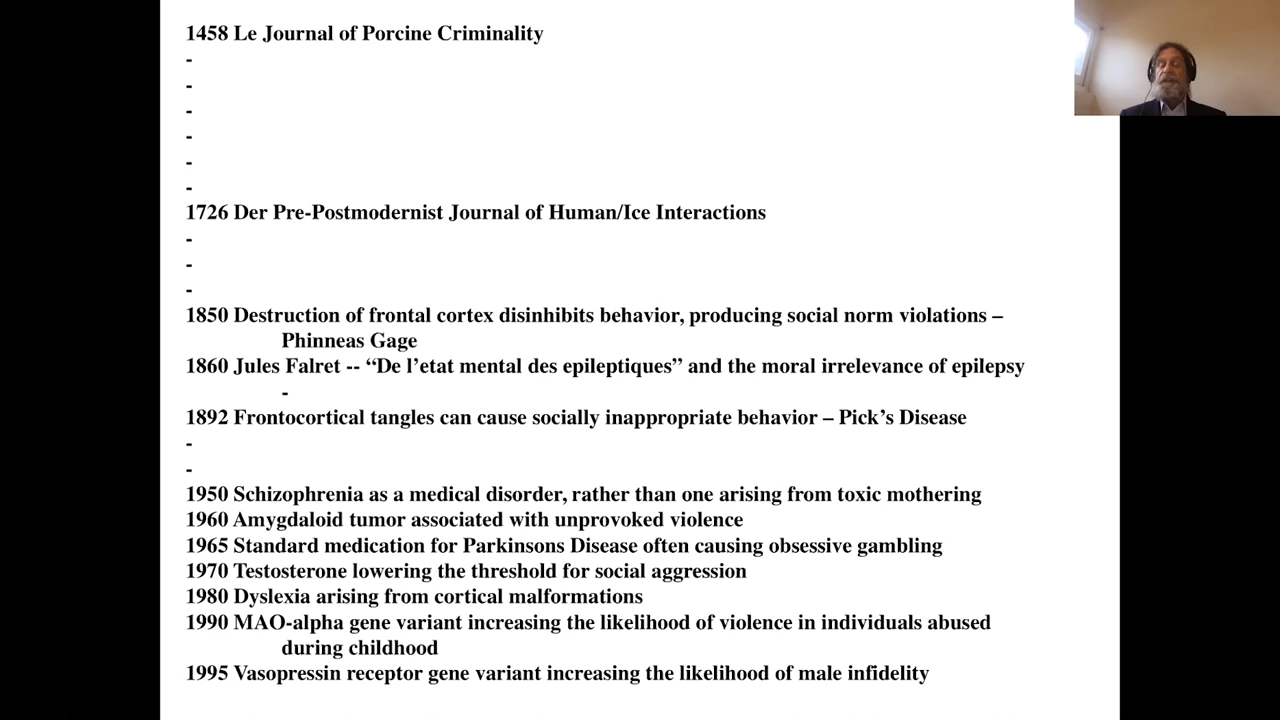 1458 Le Journal of Porcine Criminality
-
-
-
-
-
-
1726 Der Pre-Postmodernist Journal of Human/Ice Interactions
-
-
-
1850 Destruction of frontal cortex disinhibits behavior, producing social norm violations –
Phinneas Gage
1860 Jules Falret -- “De l’etat mental des epileptiques” and the moral irrelevance of epilepsy
-
1892 Frontocortical tangles can cause socially inappropriate behavior – Pick’s Disease
-
-
1950 Schizophrenia as a medical disorder, rather than one arising from toxic mothering
1960 Amygdaloid tumor associated with unprovoked violence
1965 Standard medication for Parkinsons Disease often causing obsessive gambling
1970 Testosterone lowering the threshold for social aggression
1980 Dyslexia arising from cortical malformations
1990 MAO-alpha gene variant increasing the likelihood of violence in individuals abused
during childhood
1995 Vasopressin receptor gene variant increasing the likelihood of male infidelity